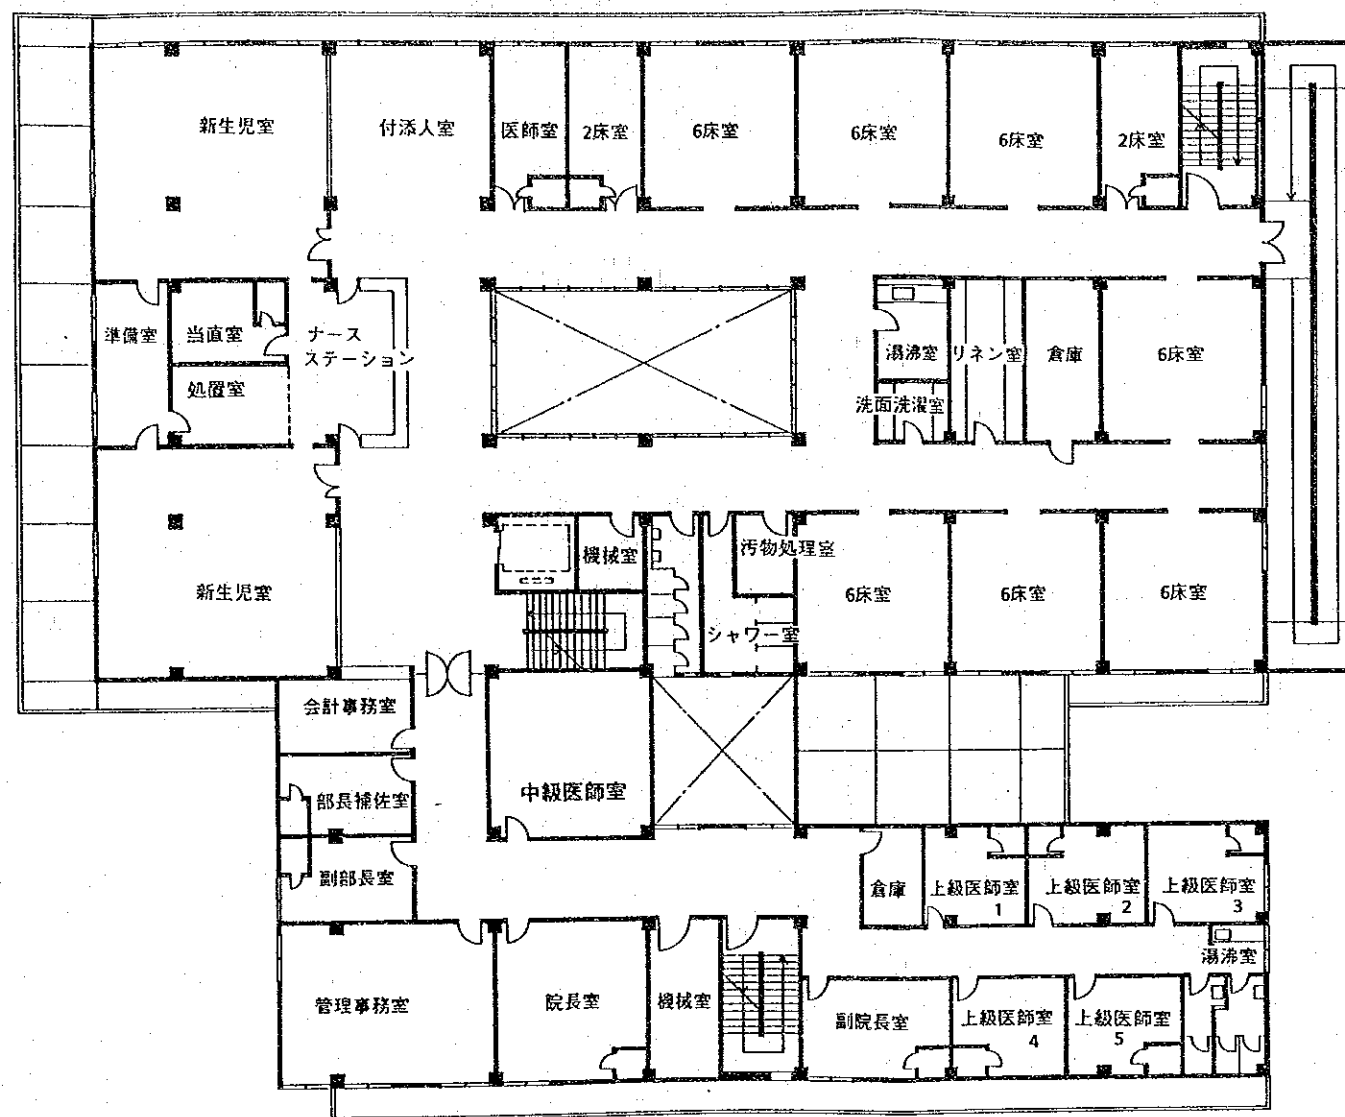 新生児室
付添人室
医師室
2床室
6床室
6床室
6床室
2床室
準備室
当直室
ナース
ステーション
処置室
湯沸室
リネン室
倉庫
6床室
洗面洗濯室
新生児室
機械室
汚物処理室
シャワー室
6床室
6床室
6床室
会計事務室
部長補佐室
中級医師室
副部長室
倉庫
上級医師室
1
上級医師室
2
上級医師室
3
湯沸室
管理事務室
院長室
機械室
副院長室
上級医師室
4
上級医師室
5